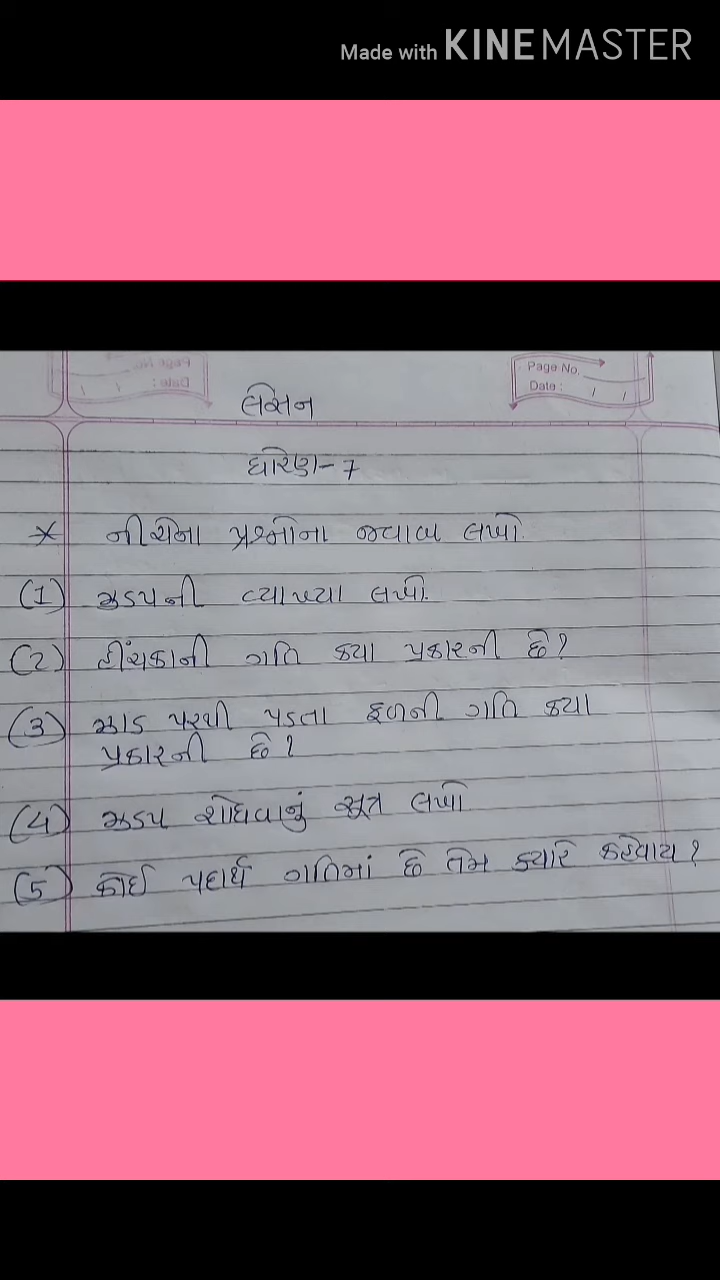 Made with KINEMASTER
Page No.
Date : / /
લેસન
ધોરણ-7
* નીચેના પ્રશ્નોના જવાબ લખો.
(1) ઝડપની વ્યાખ્યા લખો.
(2) હીંચકાની ગતિ કયા પ્રકારની છે?
(3) ઝાડ પરથી પડતા ફળની ગતિ કયા
પ્રકારની છે?
(4) ઝડપ શોધવાનું સૂત્ર લખો
(5) કોઈ પદાર્થ ગતિમાં છે તેમ ક્યારે કહેવાય?